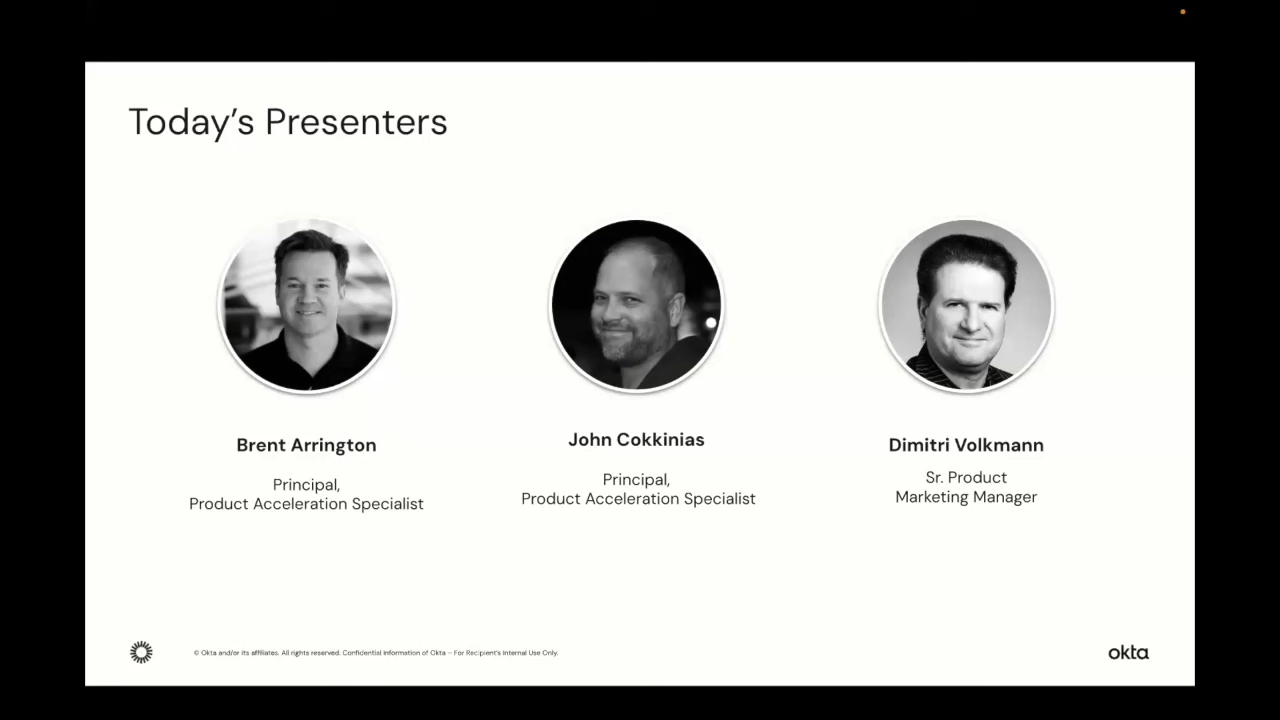 Today's Presenters
Brent Arrington
Principal,
Product Acceleration Specialist
John Cokkinias
Principal,
Product Acceleration Specialist
Dimitri Volkmann
Sr. Product
Marketing Manager
© Okta and/or its affiliates. All rights reserved. Confidential Information of Okta – For Recipient's Internal Use Only.
okta